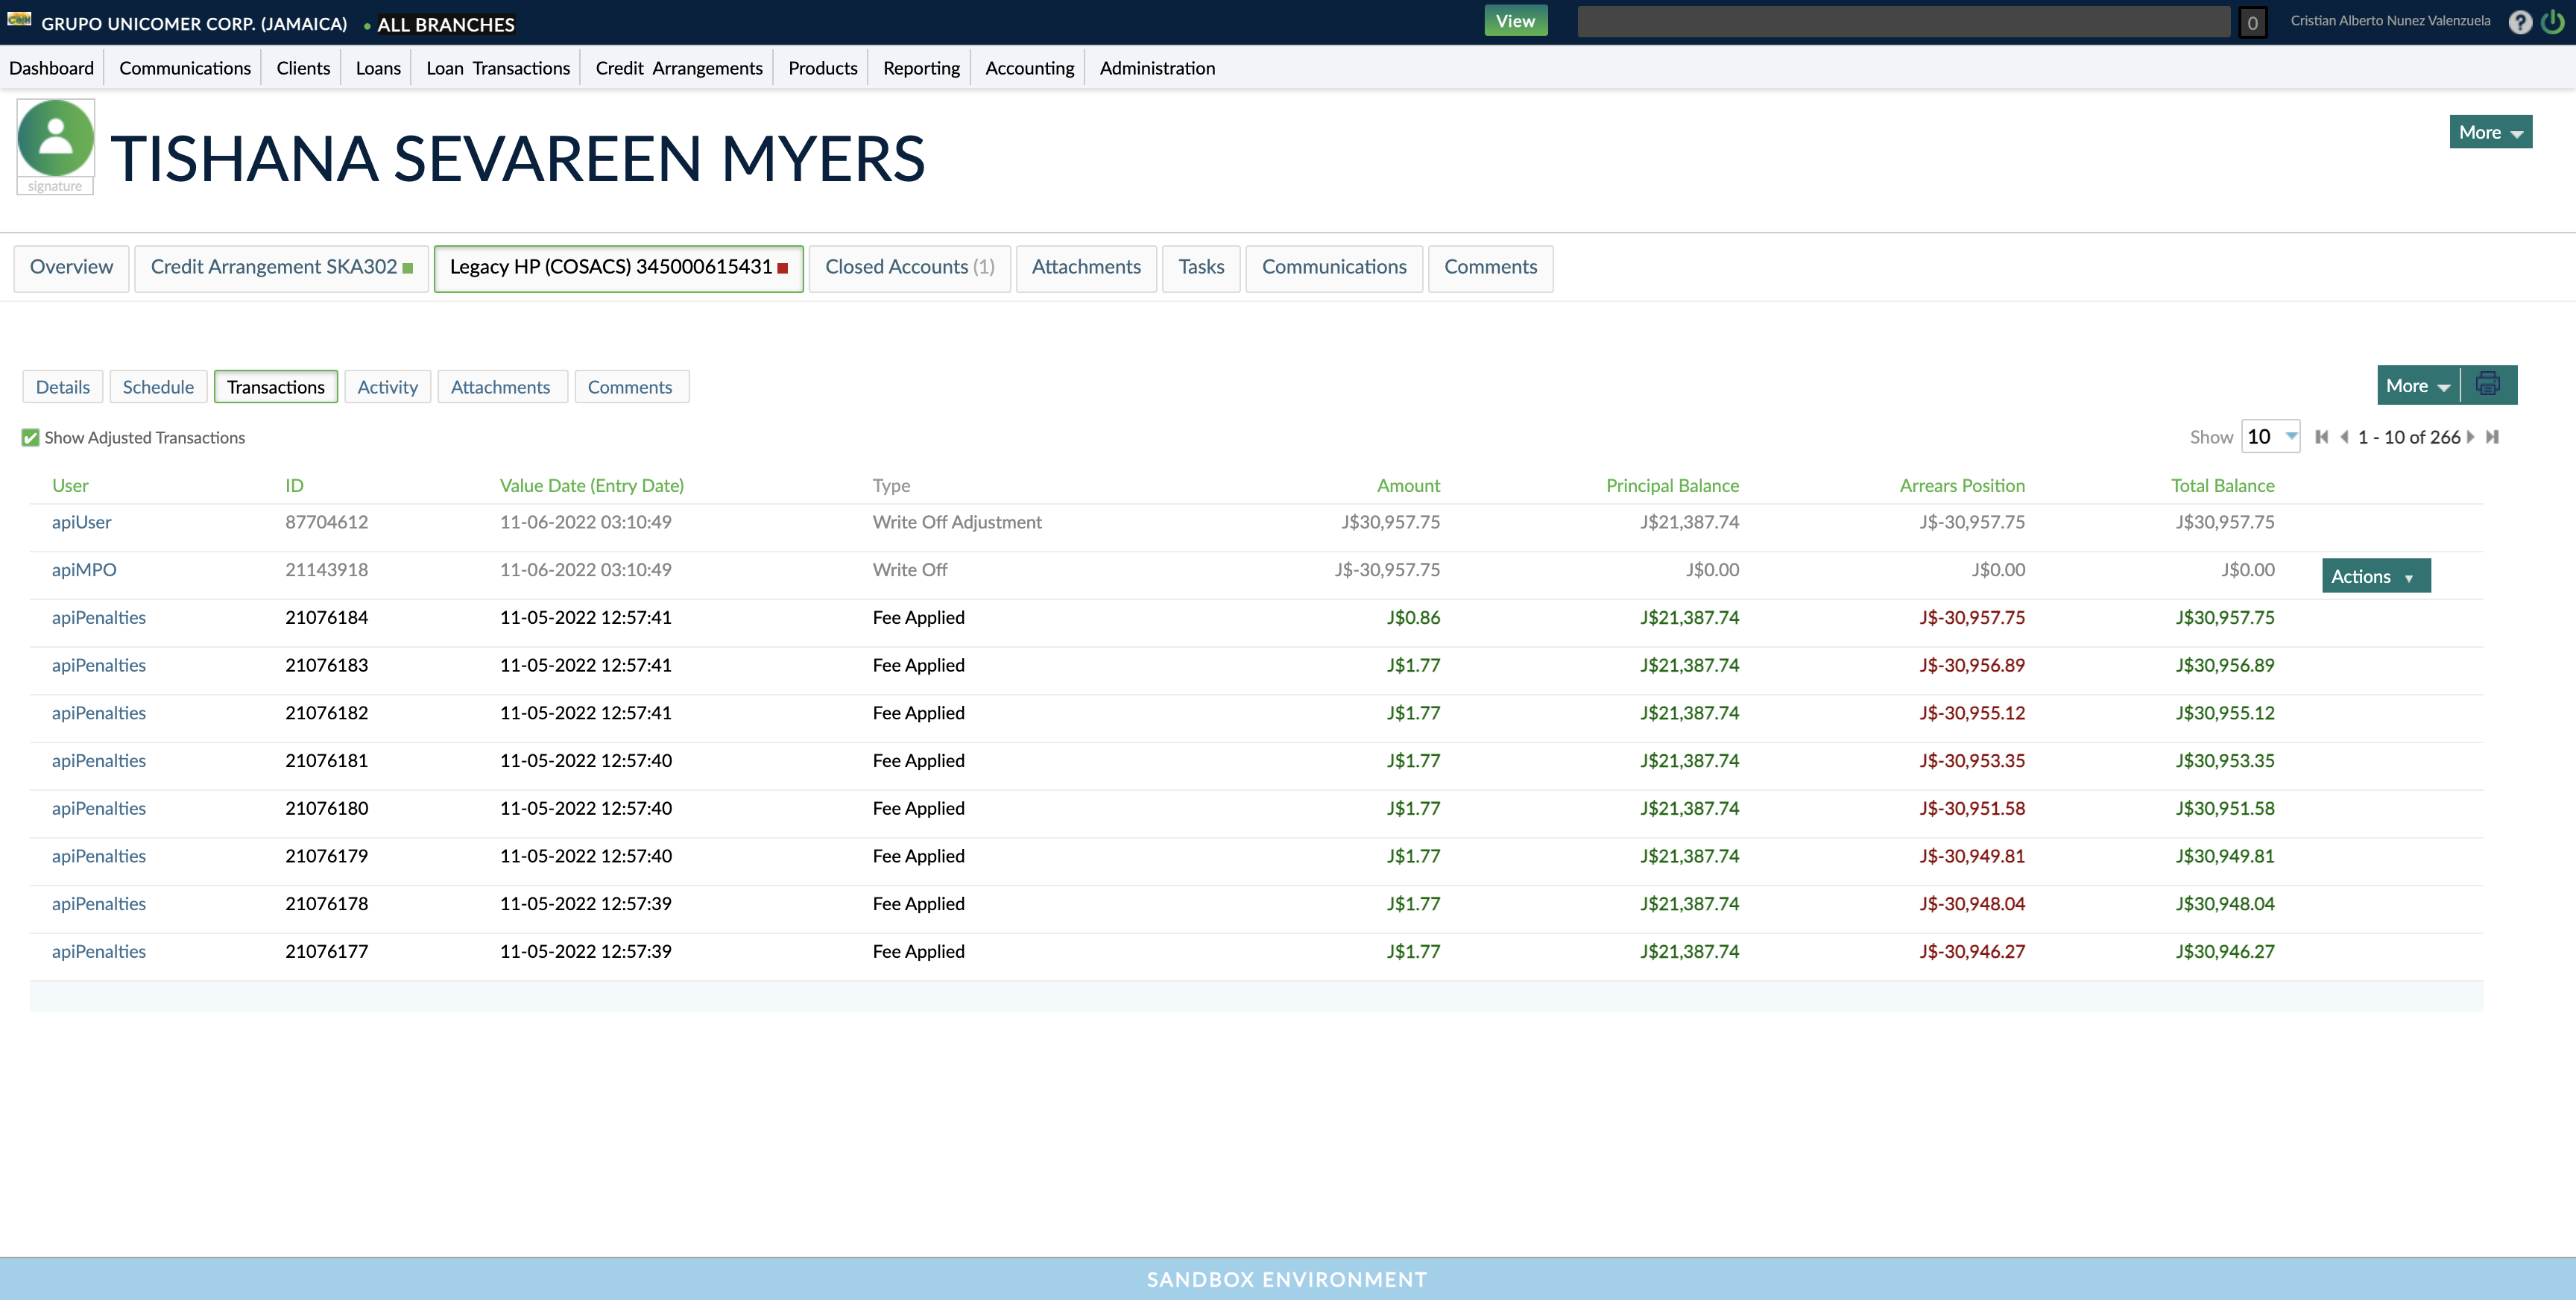 GRUPO UNICOMER CORP. (JAMAICA) • ALL BRANCHES View 0 Cristian Alberto Nunez Valenzuela ?
Dashboard Communications Clients Loans Loan Transactions Credit Arrangements Products Reporting Accounting Administration
signature
TISHANA SEVAREEN MYERS
More
Overview Credit Arrangement SKA302 Legacy HP (COSACS) 345000615431 Closed Accounts (1) Attachments Tasks Communications Comments
Details Schedule Transactions Activity Attachments Comments More
Show Adjusted Transactions Show 10 1 - 10 of 266
User ID Value Date (Entry Date) Type Amount Principal Balance Arrears Position Total Balance
apiUser 87704612 11-06-2022 03:10:49 Write Off Adjustment J$30,957.75 J$21,387.74 J$-30,957.75 J$30,957.75
apiMPO 21143918 11-06-2022 03:10:49 Write Off J$-30,957.75 J$0.00 J$0.00 J$0.00 Actions
apiPenalties 21076184 11-05-2022 12:57:41 Fee Applied J$0.86 J$21,387.74 J$-30,957.75 J$30,957.75
apiPenalties 21076183 11-05-2022 12:57:41 Fee Applied J$1.77 J$21,387.74 J$-30,956.89 J$30,956.89
apiPenalties 21076182 11-05-2022 12:57:41 Fee Applied J$1.77 J$21,387.74 J$-30,955.12 J$30,955.12
apiPenalties 21076181 11-05-2022 12:57:40 Fee Applied J$1.77 J$21,387.74 J$-30,953.35 J$30,953.35
apiPenalties 21076180 11-05-2022 12:57:40 Fee Applied J$1.77 J$21,387.74 J$-30,951.58 J$30,951.58
apiPenalties 21076179 11-05-2022 12:57:40 Fee Applied J$1.77 J$21,387.74 J$-30,949.81 J$30,949.81
apiPenalties 21076178 11-05-2022 12:57:39 Fee Applied J$1.77 J$21,387.74 J$-30,948.04 J$30,948.04
apiPenalties 21076177 11-05-2022 12:57:39 Fee Applied J$1.77 J$21,387.74 J$-30,946.27 J$30,946.27
SANDBOX ENVIRONMENT